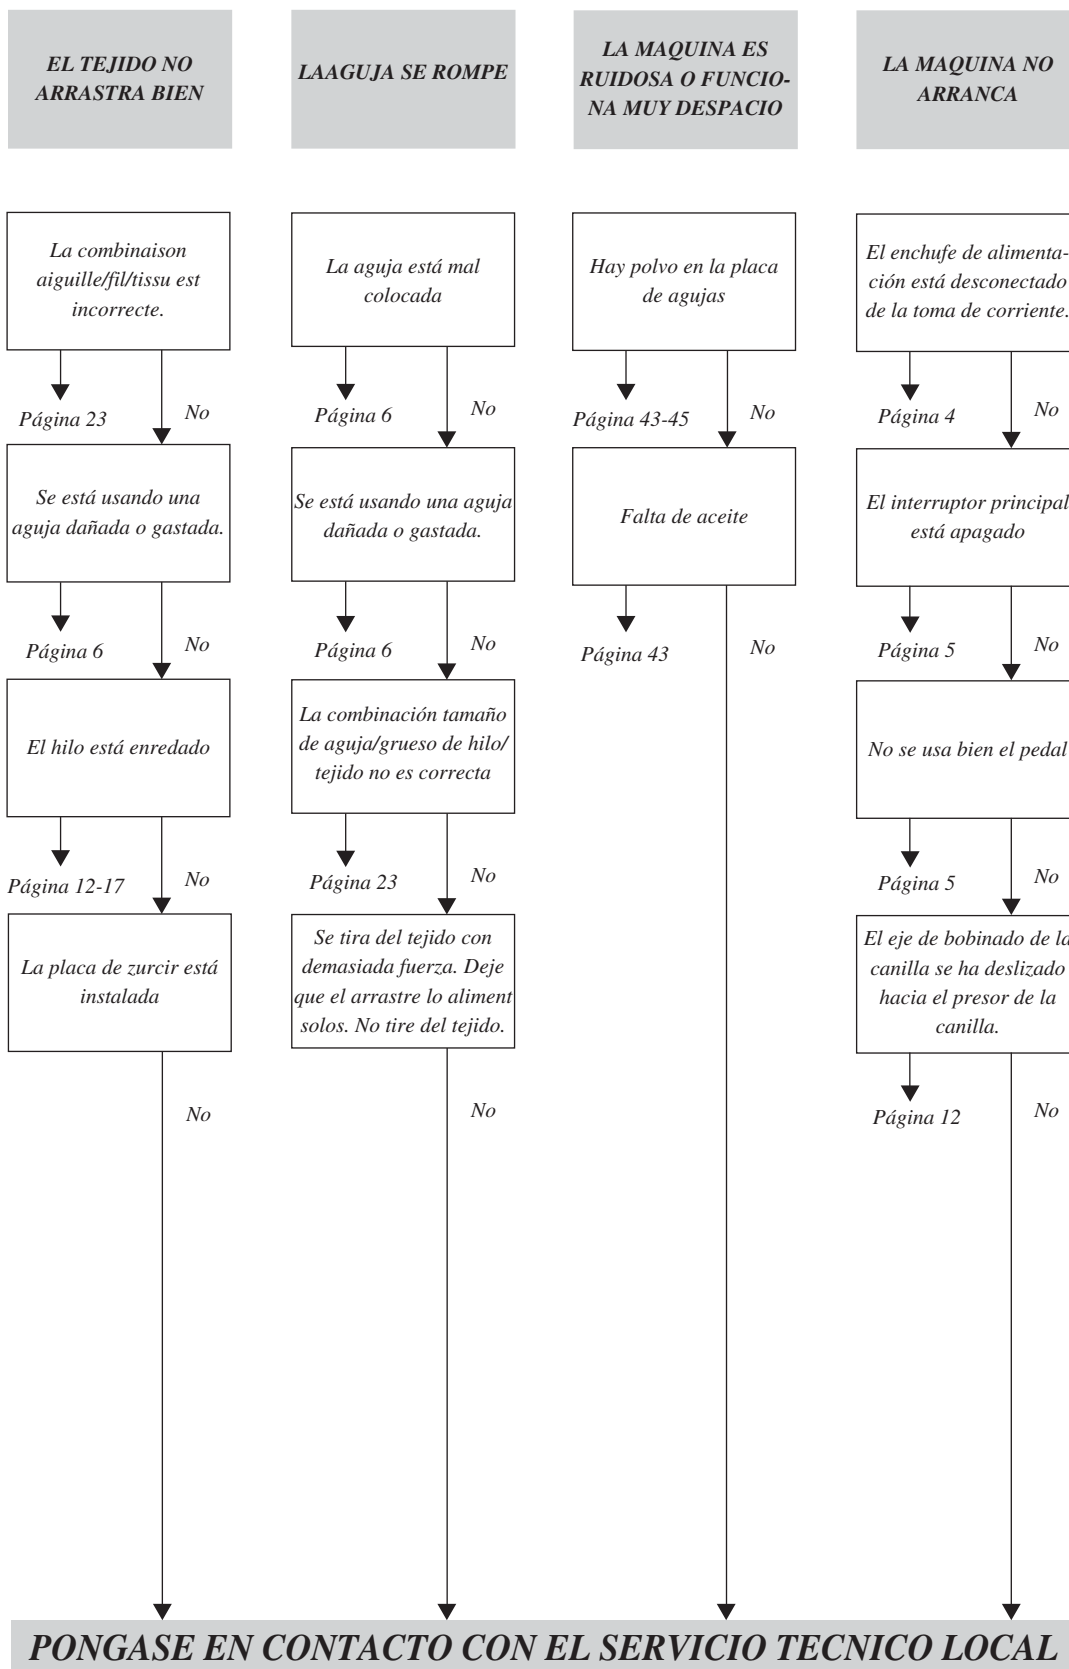 EL TEJIDO NO
ARRASTRA BIEN
La combinaison
aiguille/fil/tissu est
incorrecte.
Página 23
No
Se está usando una
aguja dañada o gastada.
Página 6
No
El hilo está enredado
Página 12-17
No
La placa de zurcir está
instalada
No
LAAGUJA SE ROMPE
La aguja está mal
colocada
Página 6
No
Se está usando una aguja
dañada o gastada.
Página 6
No
La combinación tamaño
de aguja/grueso de hilo/
tejido no es correcta
Página 23
No
Se tira del tejido con
demasiada fuerza. Deje
que el arrastre lo aliment
solos. No tire del tejido.
No
LA MAQUINA ES
RUIDOSA O FUNCIO-
NA MUY DESPACIO
Hay polvo en la placa
de agujas
Página 43-45
No
Falta de aceite
Página 43
No
LA MAQUINA NO
ARRANCA
El enchufe de alimenta-
ción está desconectado
de la toma de corriente.
Página 4
No
El interruptor principal
está apagado
Página 5
No
No se usa bien el pedal
Página 5
No
El eje de bobinado de la
canilla se ha deslizado
hacia el presor de la
canilla.
Página 12
No
PONGASE EN CONTACTO CON EL SERVICIO TECNICO LOCAL